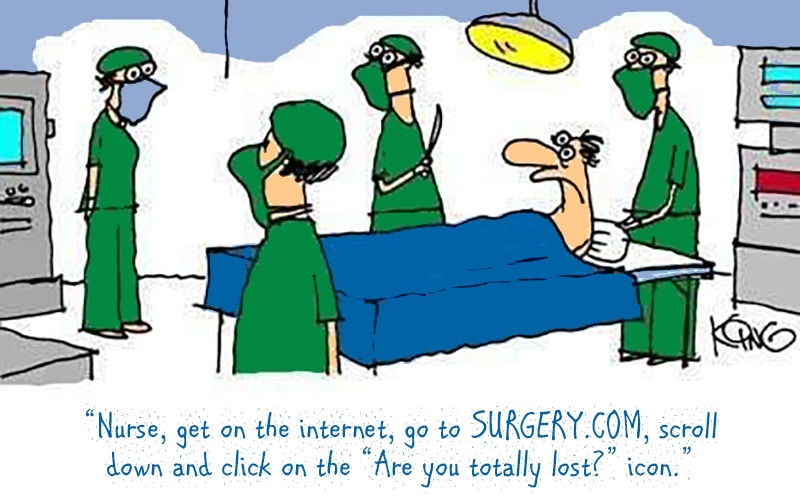 KING
“Nurse, get on the internet, go to SURGERY.COM, scroll
down and click on the “Are you totally lost?” icon.”